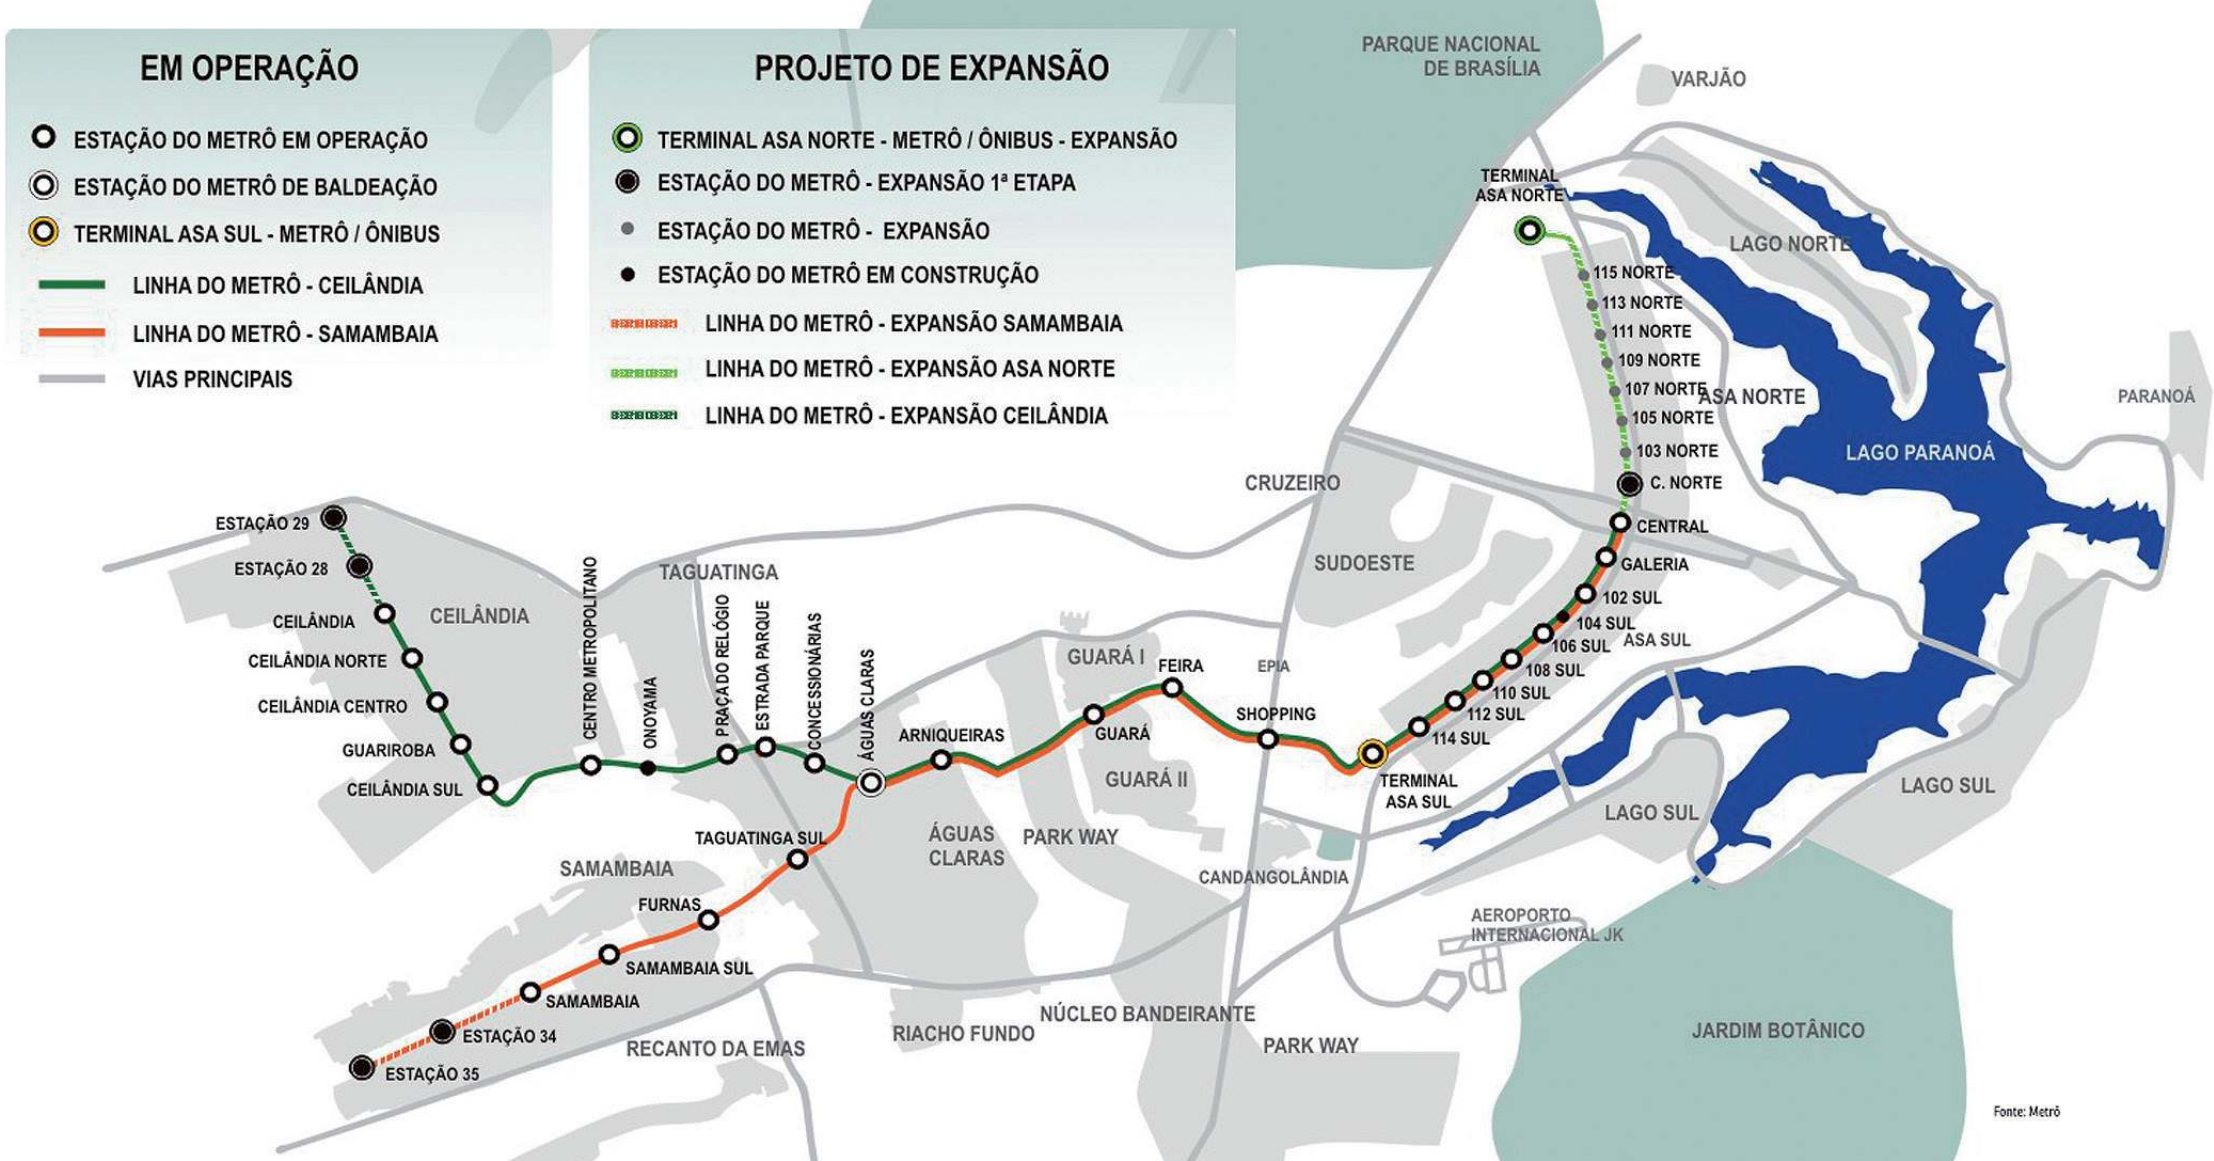 EM OPERAÇÃO
ESTAÇÃO DO METRÔ EM OPERAÇÃO
ESTAÇÃO DO METRÔ DE BALDEAÇÃO
TERMINAL ASA SUL - METRÔ / ÔNIBUS
LINHA DO METRÔ - CEILÂNDIA
LINHA DO METRÔ - SAMAMBAIA
VIAS PRINCIPAIS
PROJETO DE EXPANSÃO
TERMINAL ASA NORTE - METRÔ / ÔNIBUS - EXPANSÃO
ESTAÇÃO DO METRÔ - EXPANSÃO 1ª ETAPA
ESTAÇÃO DO METRÔ - EXPANSÃO
ESTAÇÃO DO METRÔ EM CONSTRUÇÃO
LINHA DO METRÔ - EXPANSÃO SAMAMBAIA
LINHA DO METRÔ - EXPANSÃO ASA NORTE
LINHA DO METRÔ - EXPANSÃO CEILÂNDIA
PARQUE NACIONAL
DE BRASÍLIA
VARJÃO
TERMINAL
ASA NORTE
LAGO NORTE
115 NORTE
113 NORTE
111 NORTE
109 NORTE
107 NORTE
ASA NORTE
105 NORTE
103 NORTE
C. NORTE
PARANOÁ
LAGO PARANOÁ
CRUZEIRO
CENTRAL
SUDOESTE
GALERIA
102 SUL
104 SUL
ASA SUL
106 SUL
108 SUL
110 SUL
112 SUL
114 SUL
TERMINAL
ASA SUL
ESTAÇÃO 29
ESTAÇÃO 28
CEILÂNDIA
CEILÂNDIA
CEILÂNDIA NORTE
CEILÂNDIA CENTRO
GUARIROBA
CEILÂNDIA SUL
CENTRO METROPOLITANO
ONOYAMA
TAGUATINGA
PRAÇA DO RELÓGIO
ESTRADA PARQUE
CONCESSIONÁRIAS
ÁGUAS CLARAS
ARNIQUEIRAS
GUARÁ I
GUARÁ
FEIRA
EPIA
SHOPPING
GUARÁ II
ÁGUAS
CLARAS
PARK WAY
CANDANGOLÂNDIA
LAGO SUL
LAGO SUL
TAGUATINGA SUL
SAMAMBAIA
FURNAS
SAMAMBAIA SUL
SAMAMBAIA
ESTAÇÃO 34
ESTAÇÃO 35
RECANTO DA EMAS
RIACHO FUNDO
NÚCLEO BANDEIRANTE
PARK WAY
AEROPORTO
INTERNACIONAL JK
JARDIM BOTÂNICO
Fonte: Metrô